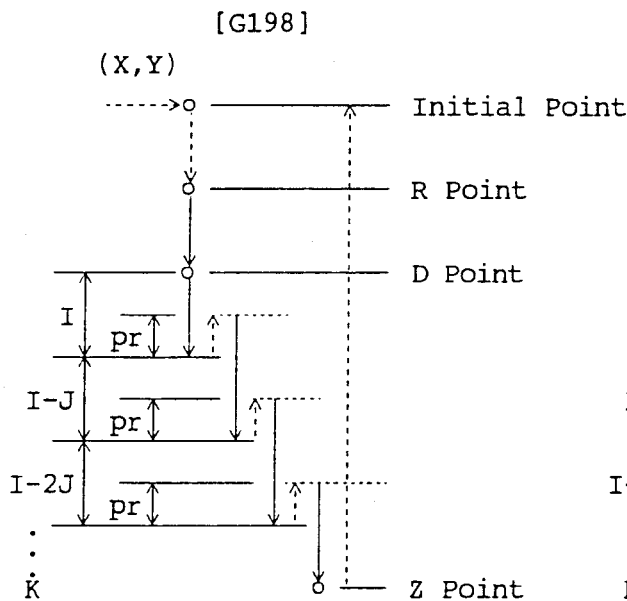 [G198]
(X,Y)
Initial Point
R Point
D Point
I
pr
I-J
pr
I-2J
pr
K
Z Point